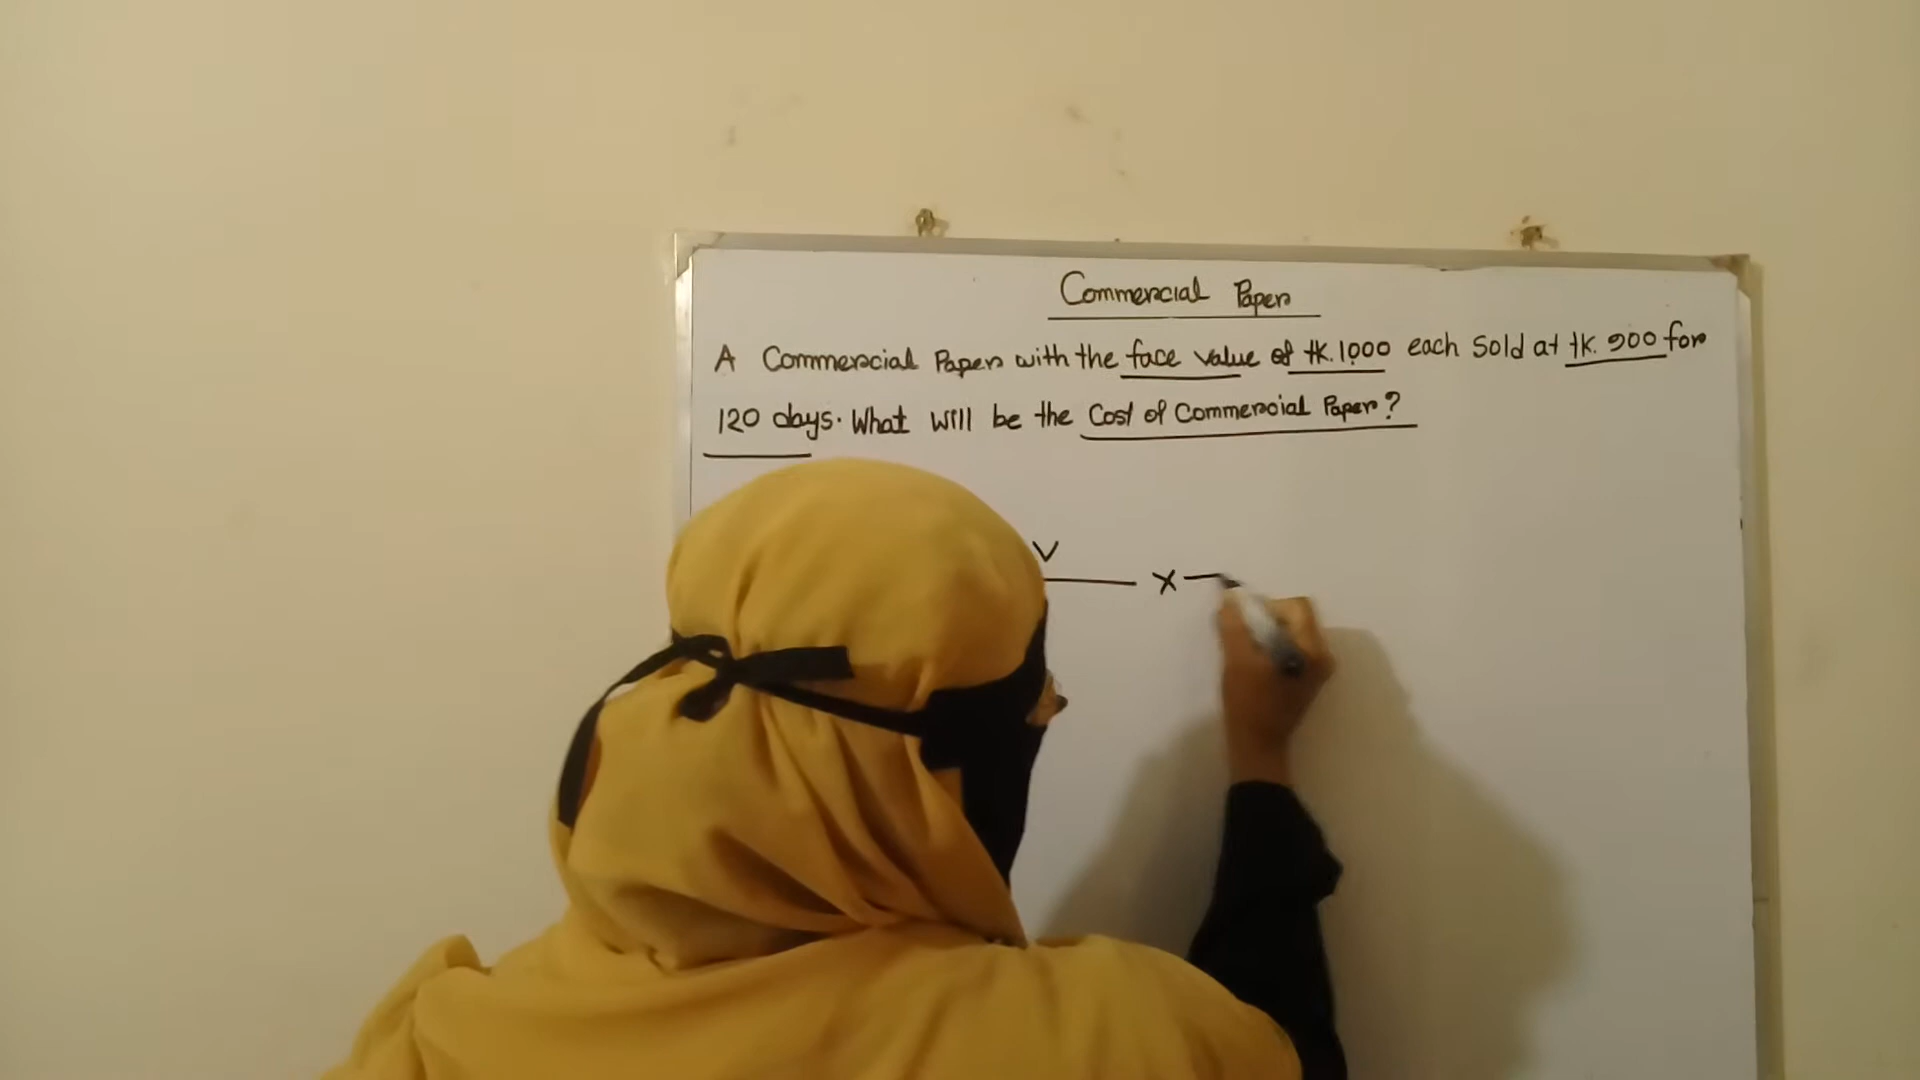 Commercial Paper
A Commercial Paper with the face value of tk.1000 each Sold at tk. 900 for
120 days. What will be the Cost of Commercial Paper?
V
×